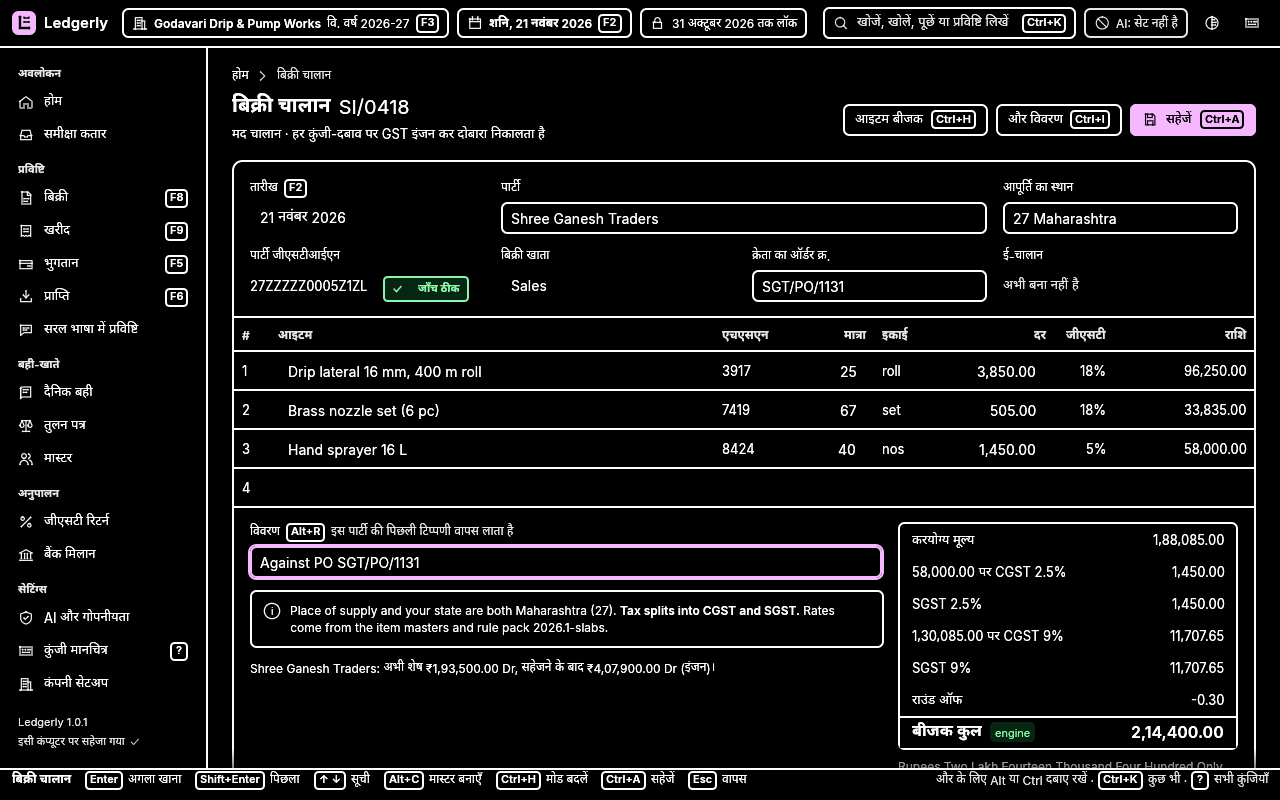 Ledgerly Godavari Drip & Pump Works वि. वर्ष 2026-27 F3 शनि, 21 नवंबर 2026 F2 31 अक्टूबर 2026 तक लॉक खोजें, खोलें, पूछें या प्रविष्टि लिखें Ctrl+K AI: सेट नहीं है
अवलोकन
होम
समीक्षा कतार
प्रविष्टि
बिक्री F8
खरीद F9
भुगतान F5
प्राप्ति F6
सरल भाषा में प्रविष्टि
बही-खाते
दैनिक बही
तुलन पत्र
मास्टर
अनुपालन
जीएसटी रिटर्न
बैंक मिलान
सेटिंग्स
AI और गोपनीयता
कुंजी मानचित्र ?
कंपनी सेटअप
Ledgerly 1.0.1
इसी कंप्यूटर पर सहेजा गया ✓
होम > बिक्री चालान
बिक्री चालान SI/0418
मद चालान · हर कुंजी-दबाव पर GST इंजन कर दोबारा निकालता है
आइटम बीजक Ctrl+H और विवरण Ctrl+I सहेजें Ctrl+A
तारीख F2 पार्टी आपूर्ति का स्थान
21 नवंबर 2026 Shree Ganesh Traders 27 Maharashtra
पार्टी जीएसटीआईएन बिक्री खाता क्रेता का ऑर्डर क्र. ई-चालान
27ZZZZZ0005Z1ZL ✓ जाँच ठीक Sales SGT/PO/1131 अभी बना नहीं है
# आइटम एचएसएन मात्रा इकाई दर जीएसटी राशि
1 Drip lateral 16 mm, 400 m roll 3917 25 roll 3,850.00 18% 96,250.00
2 Brass nozzle set (6 pc) 7419 67 set 505.00 18% 33,835.00
3 Hand sprayer 16 L 8424 40 nos 1,450.00 5% 58,000.00
4
विवरण Alt+R इस पार्टी की पिछली टिप्पणी वापस लाता है
Against PO SGT/PO/1131
Place of supply and your state are both Maharashtra (27). Tax splits into CGST and SGST. Rates
come from the item masters and rule pack 2026.1-slabs.
Shree Ganesh Traders: अभी शेष ₹1,93,500.00 Dr, सहेजने के बाद ₹4,07,900.00 Dr (इंजन)।
करयोग्य मूल्य 1,88,085.00
58,000.00 पर CGST 2.5% 1,450.00
SGST 2.5% 1,450.00
1,30,085.00 पर CGST 9% 11,707.65
SGST 9% 11,707.65
राउंड ऑफ -0.30
बीजक कुल engine 2,14,400.00
Rupees Two Lakh Fourteen Thousand Four Hundred Only
बिक्री चालान Enter अगला खाना Shift+Enter पिछला ↑ ↓ सूची Alt+C मास्टर बनाएँ Ctrl+H मोड बदलें Ctrl+A सहेजें Esc वापस और के लिए Alt या Ctrl दबाए रखें · Ctrl+K कुछ भी · ? सभी कुंजियाँ